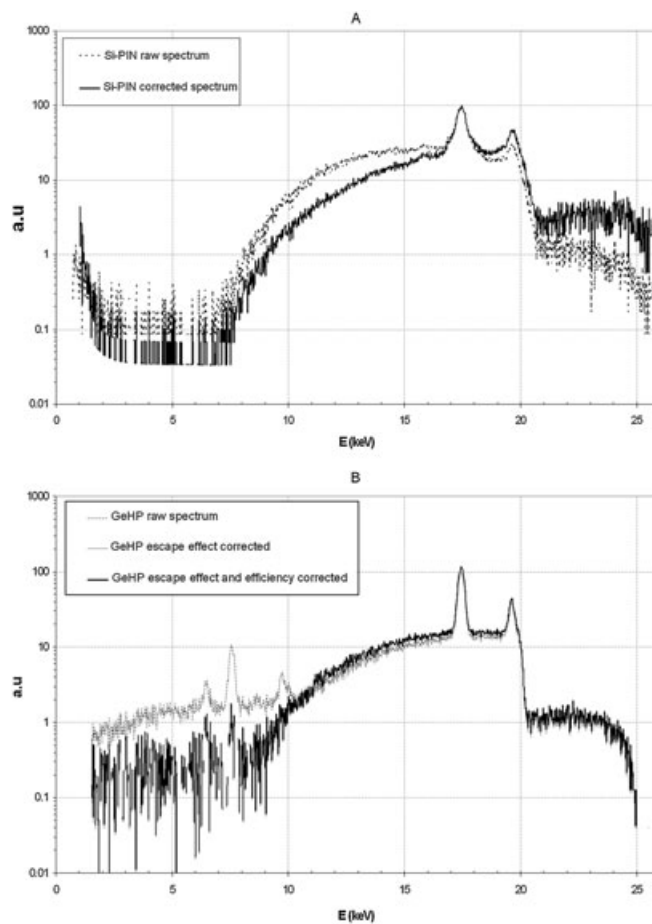 A
1000
Si-PIN raw spectrum
Si-PIN corrected spectrum
100
10
a.u
1
0.1
0.01
0 5 10 15 20 25
E (keV)
B
1000
GeHP raw spectrum
GeHP escape effect corrected
GeHP escape effect and efficiency corrected
100
10
a.u
1
0.1
0.01
0 5 10 15 20 25
E (keV)